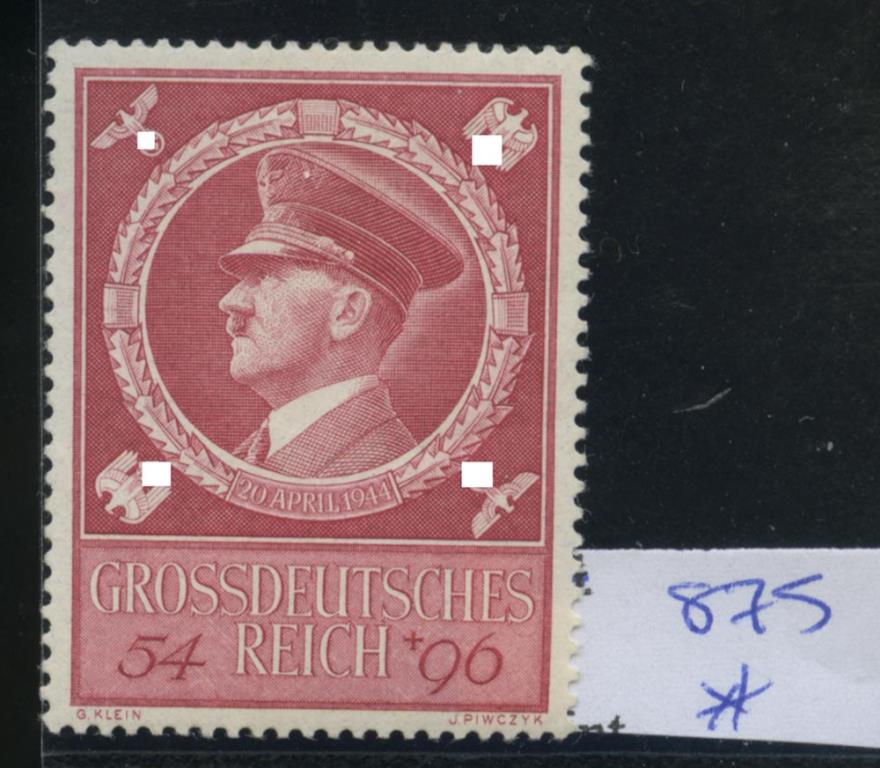 20 APRIL 1944
GROSSDEUTSCHES
REICH
54 + 96
G. KLEIN
J. PIWCZYK
875
*